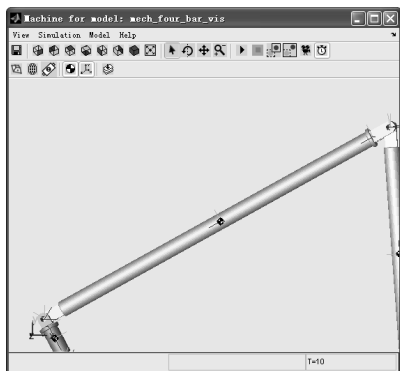 Machine for model: mech_four_bar_vis
View Simulation Model Help
T=10